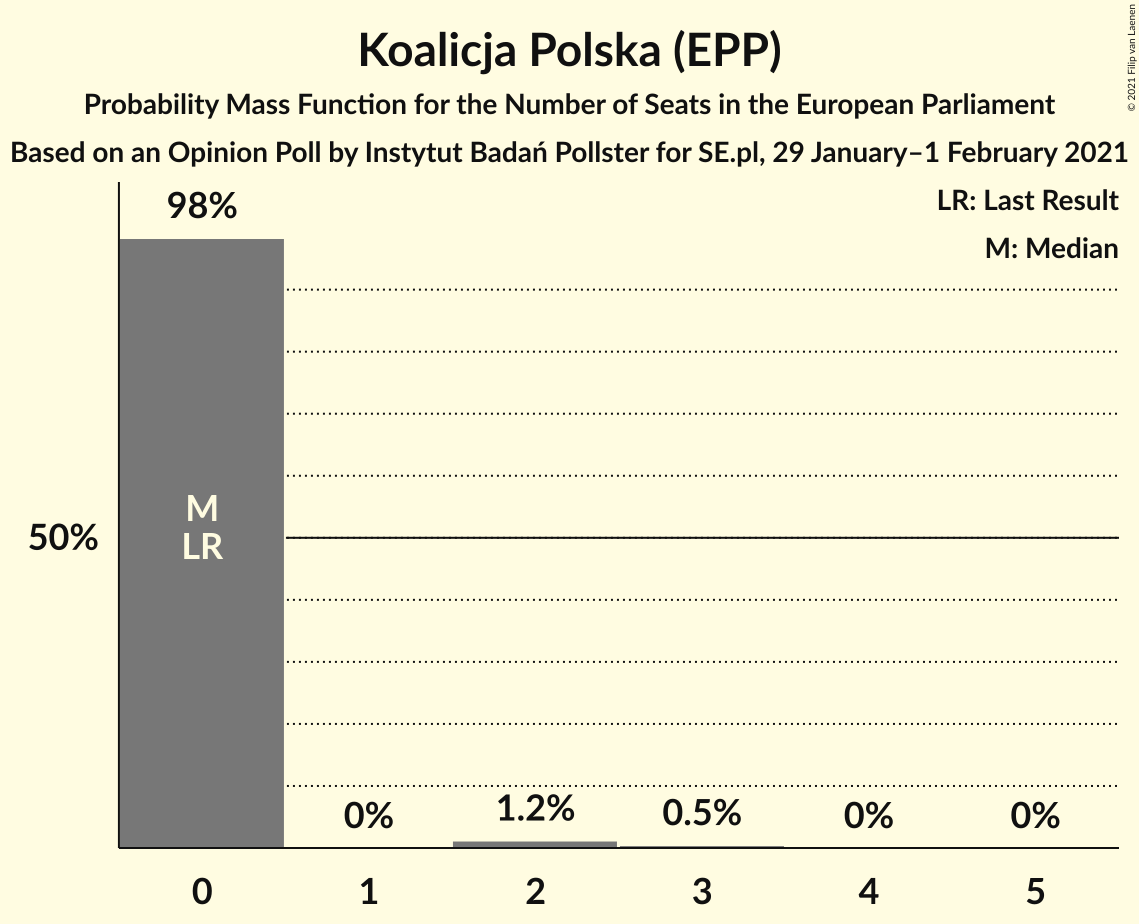 Koalicja Polska (EPP)
Probability Mass Function for the Number of Seats in the European Parliament
Based on an Opinion Poll by Instytut Badań Pollster for SE.pl, 29 January–1 February 2021
© 2021 Filip van Laenen
LR: Last Result
M: Median
98%
M
LR
50%
0%
1.2%
0.5%
0%
0%
0
1
2
3
4
5